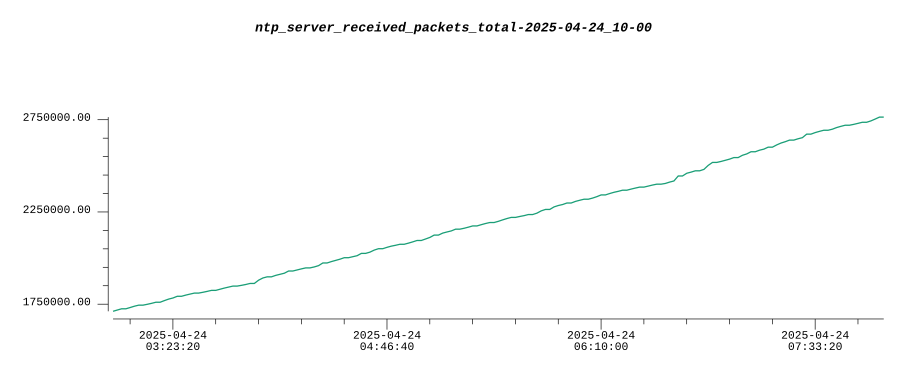 ntp_server_received_packets_total-2025-04-24_10-00
2750000.00
2250000.00
1750000.00
2025-04-24 2025-04-24 2025-04-24 2025-04-24
03:23:20 04:46:40 06:10:00 07:33:20